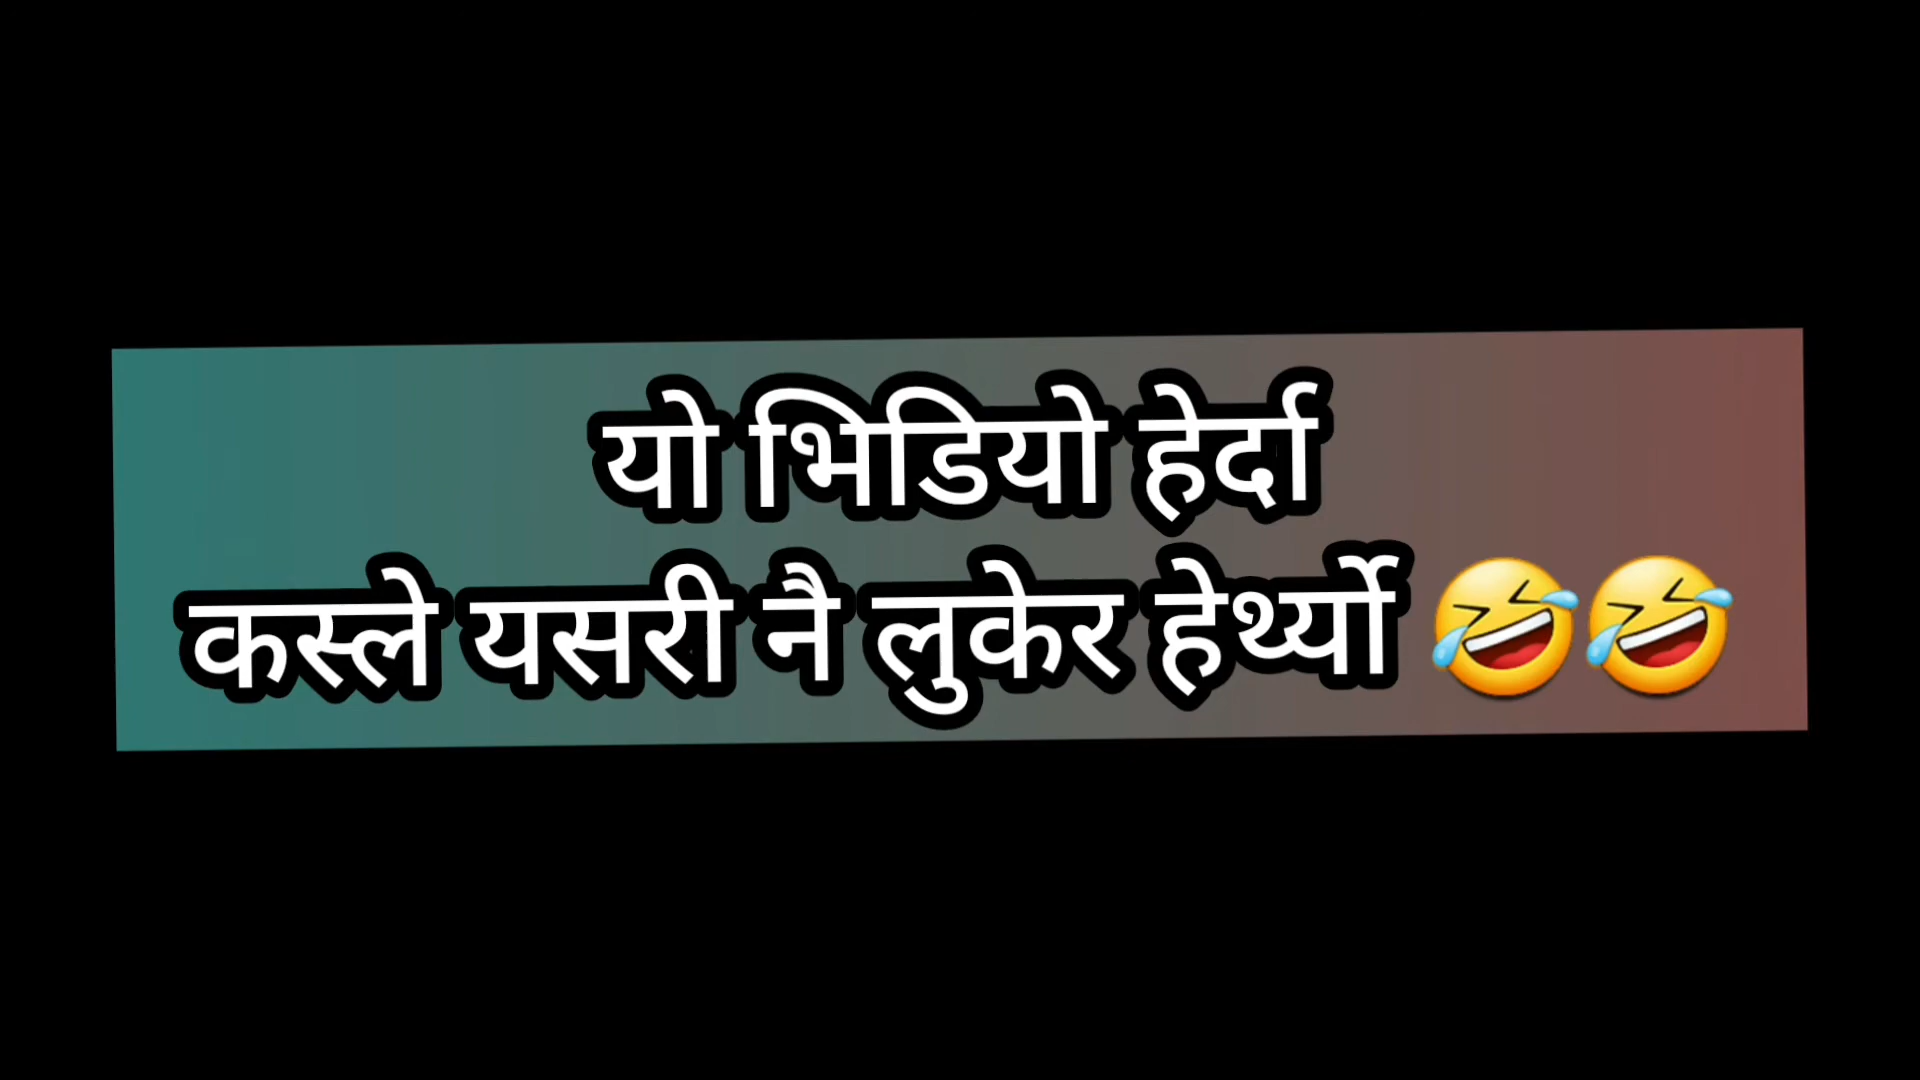 यो भिडियो हेर्दा
कस्ले यसरी नै लुकेर हेर्थ्यो 🤣🤣